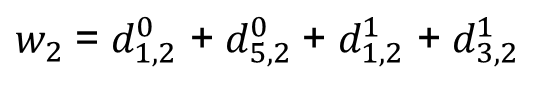 w₂ = d⁰₁,₂ + d⁰₅,₂ + d¹₁,₂ + d¹₃,₂